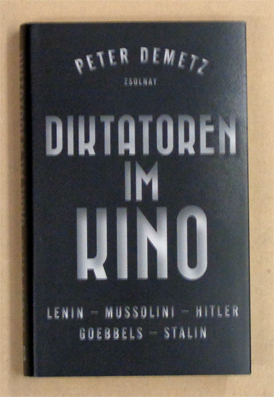 PETER DEMETZ
ZSOLNAY
DIKTATOREN
IM
KINO
LENIN – MUSSOLINI – HITLER
GOEBBELS – STALIN